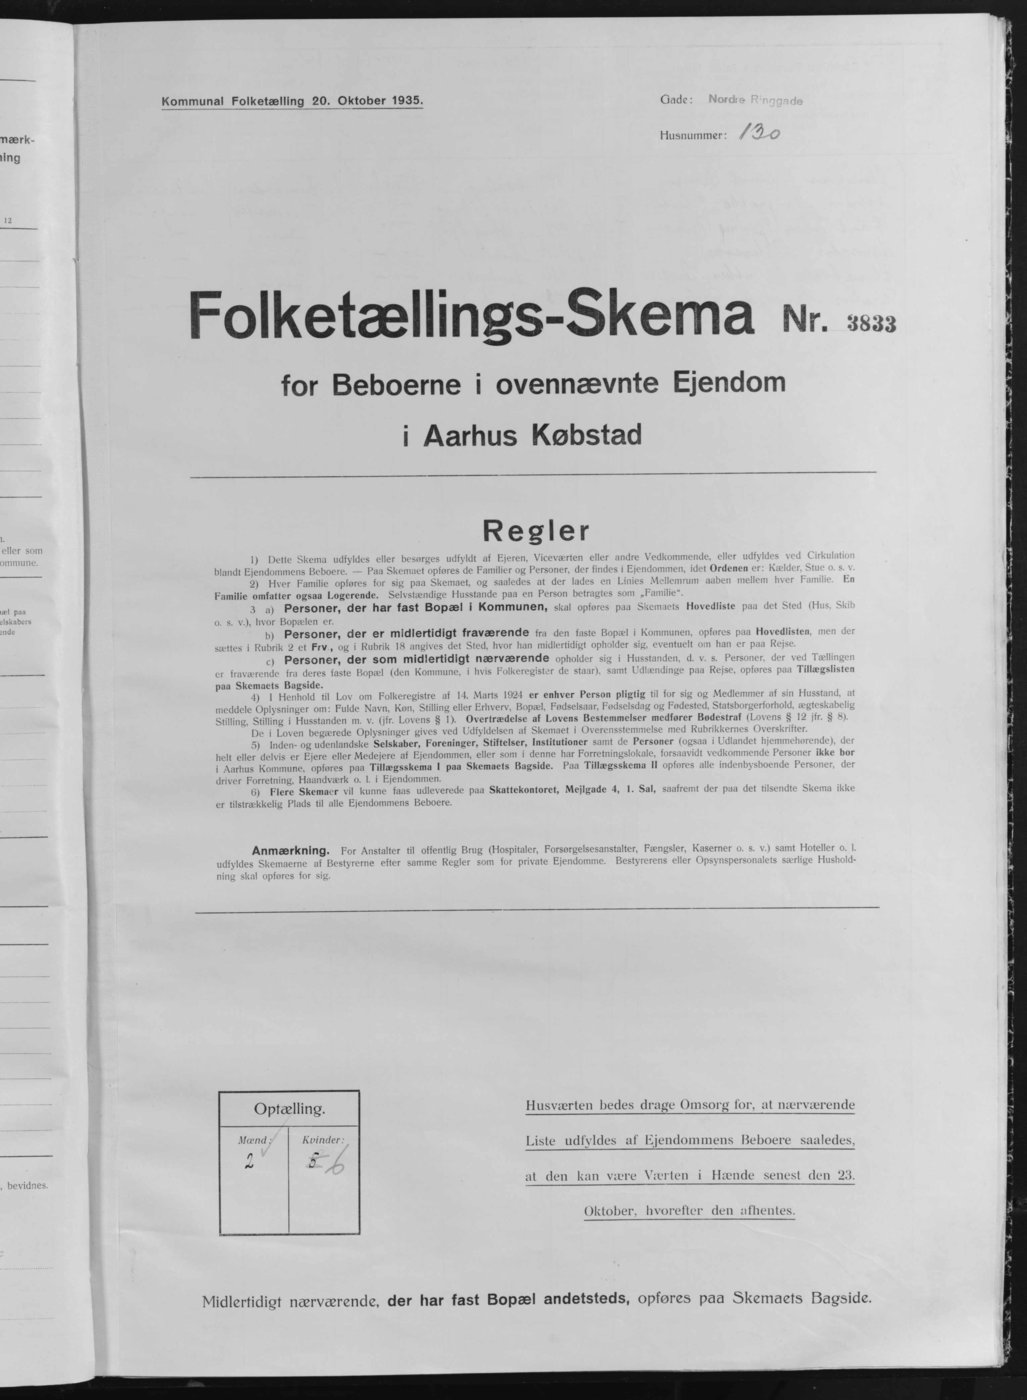 mærk-
ning
12
eller som
ommune.
æl paa
elskabers
ende
, bevidnes.
Kommunal Folketælling 20. Oktober 1935.
Gade: Nordre Ringgade
Husnummer: 130
Folketællings-Skema Nr. 3833
for Beboerne i ovennævnte Ejendom
i Aarhus Købstad
Regler
1) Dette Skema udfyldes eller besørges udfyldt af Ejeren, Viceværten eller andre Vedkommende, eller udfyldes ved Cirkulation
blandt Ejendommens Beboere. — Paa Skemaet opføres de Familier og Personer, der findes i Ejendommen, idet Ordenen er: Kælder, Stue o. s. v.
2) Hver Familie opføres for sig paa Skemaet, og saaledes at der lades en Linies Mellemrum aaben mellem hver Familie. En
Familie omfatter ogsaa Logerende. Selvstændige Husstande paa en Person betragtes som „Familie“.
3 a) Personer, der har fast Bopæl i Kommunen, skal opføres paa Skemaets Hovedliste paa det Sted (Hus, Skib
o. s. v.), hvor Bopælen er.
b) Personer, der er midlertidigt fraværende fra den faste Bopæl i Kommunen, opføres paa Hovedlisten, men der
sættes i Rubrik 2 et Frv., og i Rubrik 18 angives det Sted, hvor han midlertidigt opholder sig, eventuelt om han er paa Rejse.
c) Personer, der som midlertidigt nærværende opholder sig i Husstanden, d. v. s. Personer, der ved Tællingen
er fraværende fra deres faste Bopæl (den Kommune, i hvis Folkeregister de staar), samt Udlændinge paa Rejse, opføres paa Tillægslisten
paa Skemaets Bagside.
4) I Henhold til Lov om Folkeregistre af 14. Marts 1924 er enhver Person pligtig til for sig og Medlemmer af sin Husstand, at
meddele Oplysninger om: Fulde Navn, Køn, Stilling eller Erhverv, Bopæl, Fødselsaar, Fødselsdag og Fødested, Statsborgerforhold, ægteskabelig
Stilling, Stilling i Husstanden m. v. (jfr. Lovens § 1). Overtrædelse af Lovens Bestemmelser medfører Bødestraf (Lovens § 12 jfr. § 8).
De i Loven begærede Oplysninger gives ved Udfyldelsen af Skemaet i Overensstemmelse med Rubrikkernes Overskrifter.
5) Inden- og udenlandske Selskaber, Foreninger, Stiftelser, Institutioner samt de Personer (ogsaa i Udlandet hjemmehørende), der
helt eller delvis er Ejere eller Medejere af Ejendommen, eller som i denne har Forretningslokale, forsaavidt vedkommende Personer ikke bor
i Aarhus Kommune, opføres paa Tillægsskema I paa Skemaets Bagside. Paa Tillægsskema II opføres alle indenbysboende Personer, der
driver Forretning, Haandværk o. l. i Ejendommen.
6) Flere Skemaer vil kunne faas udleverede paa Skattekontoret, Mejlgade 4, 1. Sal, saafremt der paa det tilsendte Skema ikke
er tilstrækkelig Plads til alle Ejendommens Beboere.
Anmærkning. For Anstalter til offentlig Brug (Hospitaler, Forsørgelsesanstalter, Fængsler, Kaserner o. s. v.) samt Hoteller o. l.
udfyldes Skemaerne af Bestyrerne efter samme Regler som for private Ejendomme. Bestyrerens eller Opsynspersonalets særlige Hushold-
ning skal opføres for sig.
Optælling.
Mænd: Kvinder:
2 5 6
Husværten bedes drage Omsorg for, at nærværende
Liste udfyldes af Ejendommens Beboere saaledes,
at den kan være Værten i Hænde senest den 23.
Oktober, hvorefter den afhentes.
Midlertidigt nærværende, der har fast Bopæl andetsteds, opføres paa Skemaets Bagside.